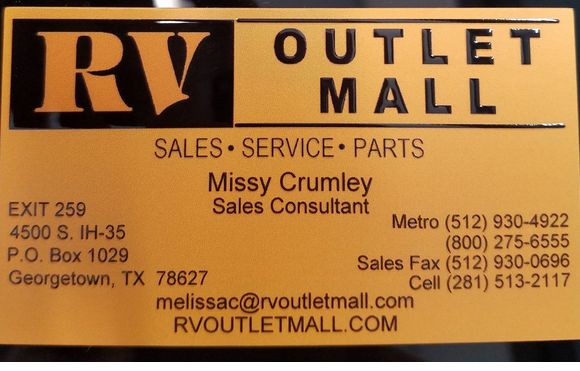 RV OUTLET
MALL
SALES • SERVICE • PARTS
Missy Crumley
Sales Consultant
EXIT 259
4500 S. IH-35
P.O. Box 1029
Georgetown, TX 78627
Metro (512) 930-4922
(800) 275-6555
Sales Fax (512) 930-0696
Cell (281) 513-2117
melissac@rvoutletmall.com
RVOUTLETMALL.COM